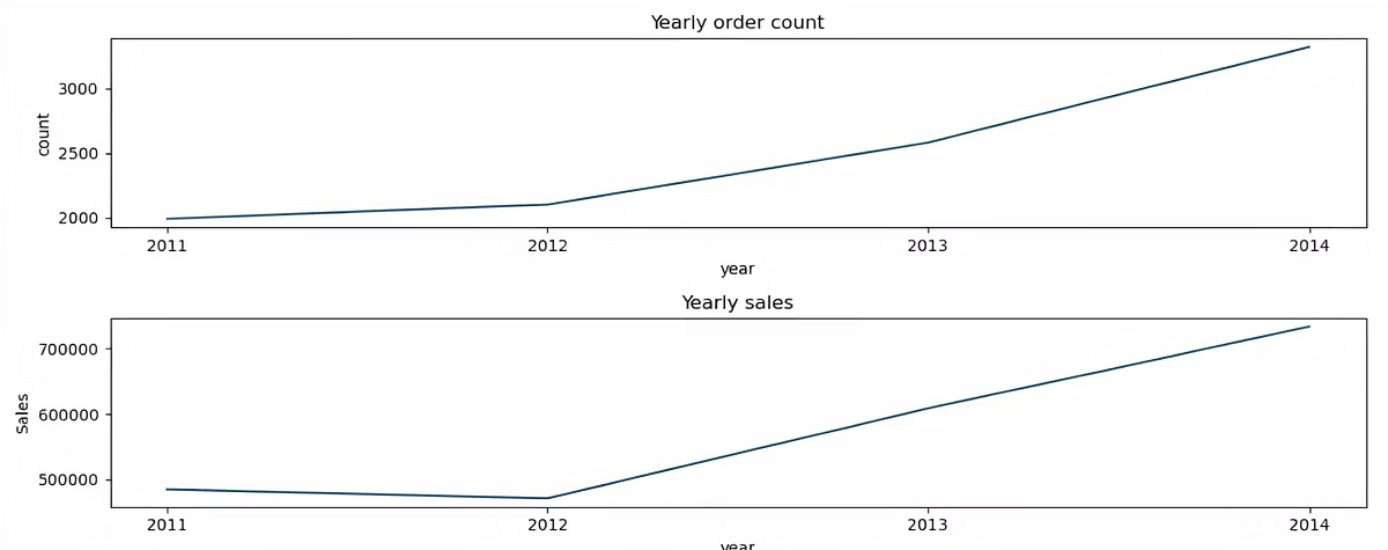 Yearly order count
3000
count
2500
2000
2011 2012 2013 2014
year
Yearly sales
700000
Sales
600000
500000
2011 2012 2013 2014
year